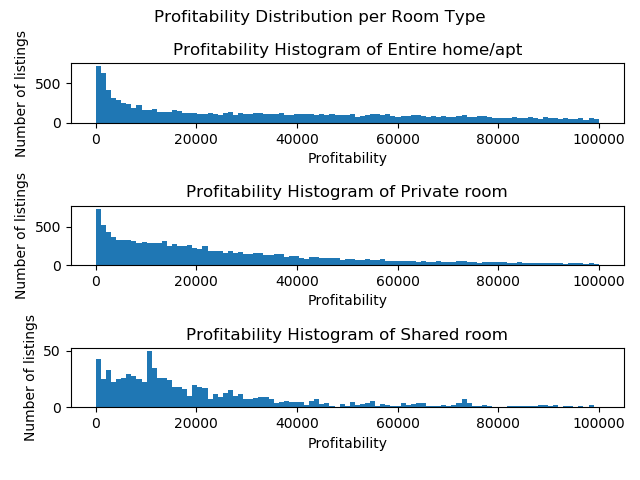 Profitability Distribution per Room Type
Profitability Histogram of Entire home/apt
Number of listings
500
0
0 20000 40000 60000 80000 100000
Profitability
Profitability Histogram of Private room
Number of listings
500
0
0 20000 40000 60000 80000 100000
Profitability
Profitability Histogram of Shared room
Number of listings
50
0
0 20000 40000 60000 80000 100000
Profitability